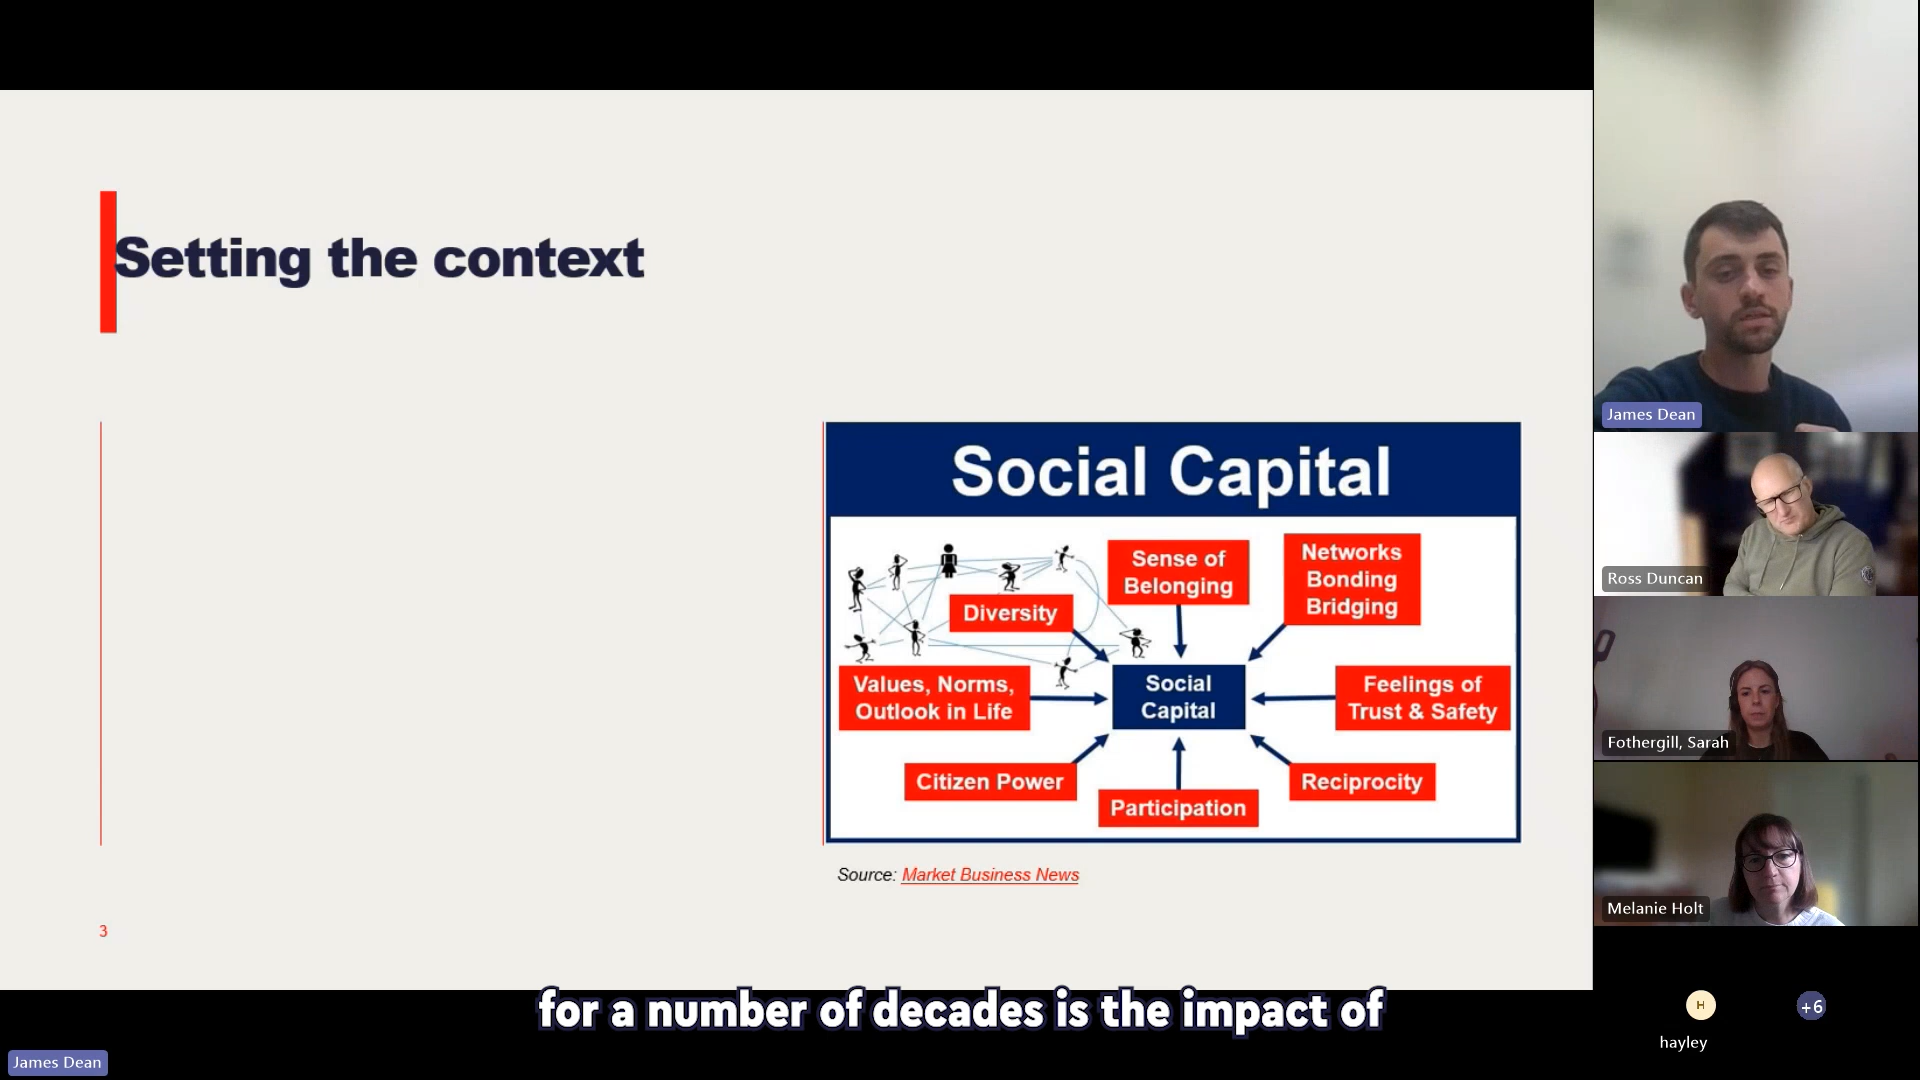 Setting the context
Social Capital
Sense of
Belonging
Networks
Bonding
Bridging
Diversity
Values, Norms,
Outlook in Life
Social
Capital
Feelings of
Trust & Safety
Citizen Power
Participation
Reciprocity
Source: Market Business News
3
for a number of decades is the impact of
James Dean
James Dean
Ross Duncan
Fothergill, Sarah
Melanie Holt
H
hayley
+6